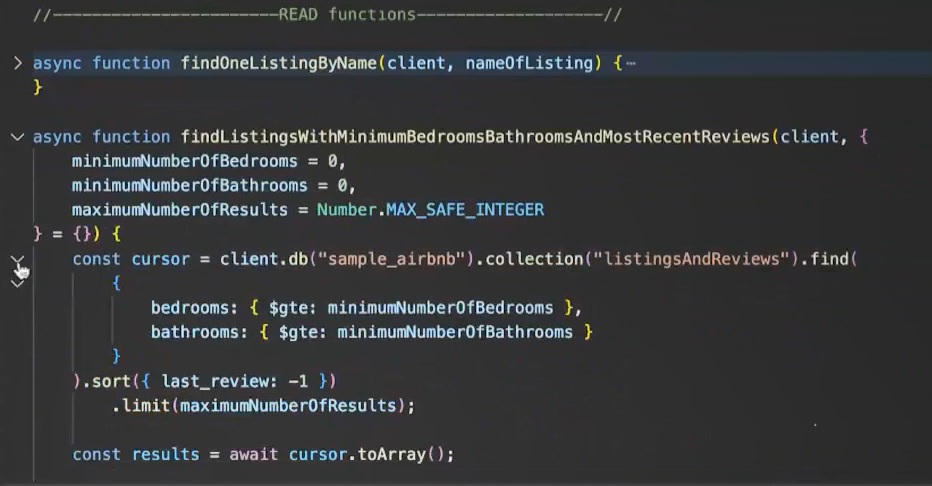 //-----------------------READ functions-------------------//
async function findOneListingByName(client, nameOfListing) {⋯
}
async function findListingsWithMinimumBedroomsBathroomsAndMostRecentReviews(client, {
    minimumNumberOfBedrooms = 0,
    minimumNumberOfBathrooms = 0,
    maximumNumberOfResults = Number.MAX_SAFE_INTEGER
} = {}) {
    const cursor = client.db("sample_airbnb").collection("listingsAndReviews").find(
        {
            bedrooms: { $gte: minimumNumberOfBedrooms },
            bathrooms: { $gte: minimumNumberOfBathrooms }
        }
    ).sort({ last_review: -1 })
        .limit(maximumNumberOfResults);
    const results = await cursor.toArray();